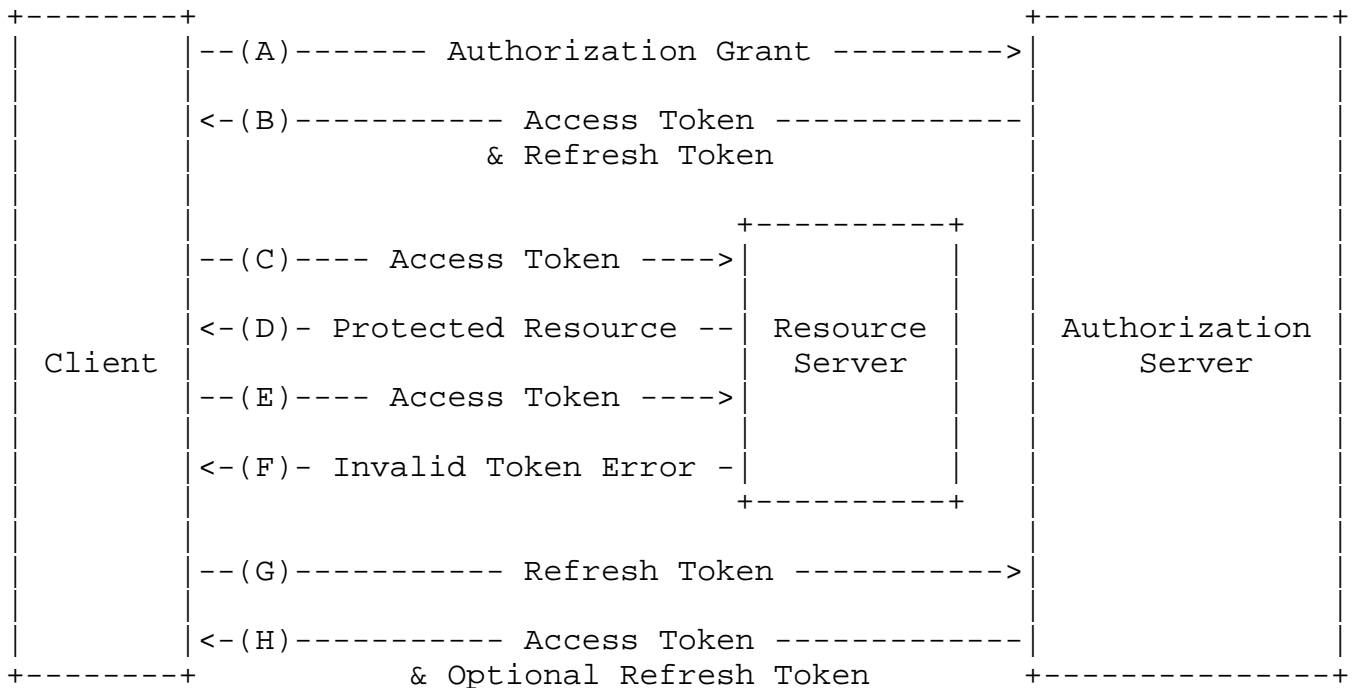 --(A)------- Authorization Grant --------->
<-(B)----------- Access Token -------------
& Refresh Token
--(C)---- Access Token ---->
<-(D)- Protected Resource --
Resource
Authorization
Client
Server
Server
--(E)---- Access Token ---->
<-(F)- Invalid Token Error -
--(G)----------- Refresh Token ----------->
<-(H)----------- Access Token -------------
& Optional Refresh Token